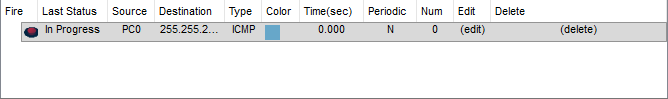 Fire Last Status Source Destination Type Color Time(sec) Periodic Num Edit Delete
In Progress PC0 255.255.2... ICMP 0.000 N 0 (edit) (delete)